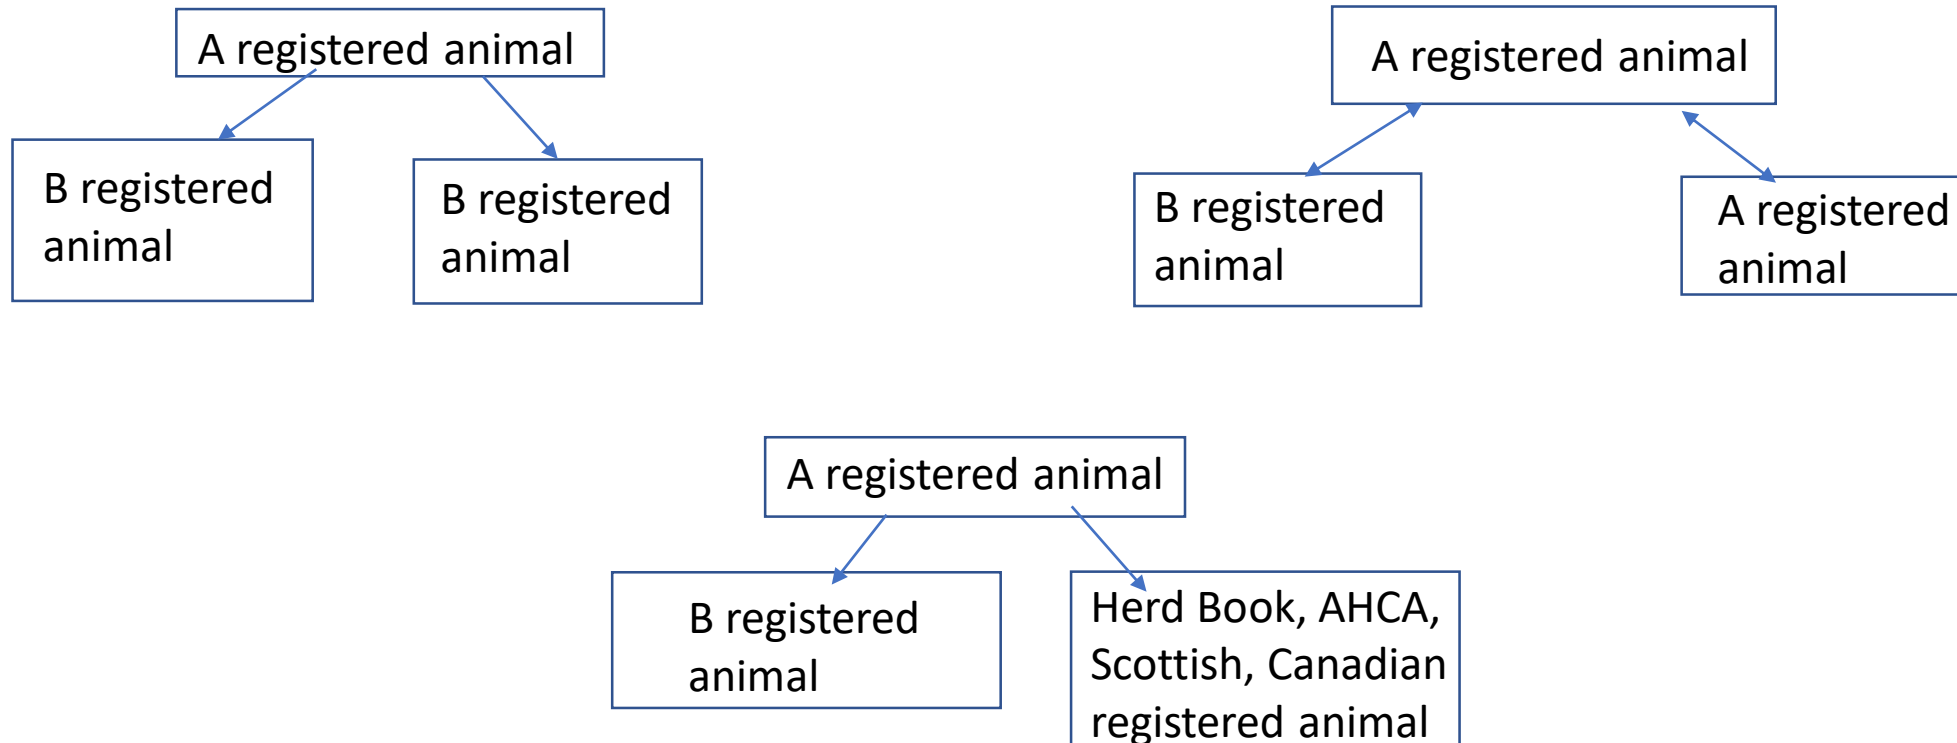 A registered animal
B registered
animal
B registered
animal
A registered animal
B registered
animal
A registered
animal
A registered animal
B registered
animal
Herd Book, AHCA,
Scottish, Canadian
registered animal